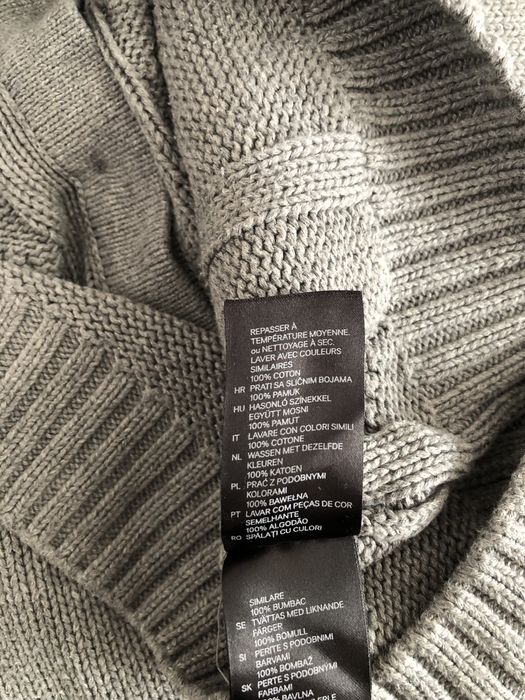 REPASSER À
TEMPÉRATURE MOYENNE.
ou NETTOYAGE À SEC.
LAVER AVEC COULEURS
SIMILAIRES
100% COTON
HR PRATI SA SLIČNIM BOJAMA
100% PAMUK
HU HASONLÓ SZÍNEKKEL
EGYÜTT MOSNI
100% PAMUT
IT LAVARE CON COLORI SIMILI
100% COTONE
NL WASSEN MET DEZELFDE
KLEUREN
100% KATOEN
PL PRAĆ Z PODOBNYMI
KOLORAMI
100% BAWEŁNA
PT LAVAR COM PEÇAS DE COR
SEMELHANTE
100% ALGODÃO
RO SPĂLAȚI CU CULORI
SIMILARE
100% BUMBAC
SE TVÄTTAS MED LIKNANDE
FÄRGER
100% BOMULL
SI PERITE S PODOBNIMI
BARVAMI
100% BOMBAŽ
SK PERTE S PODOBNÝMI
FARBAMI
100% BAVLNA